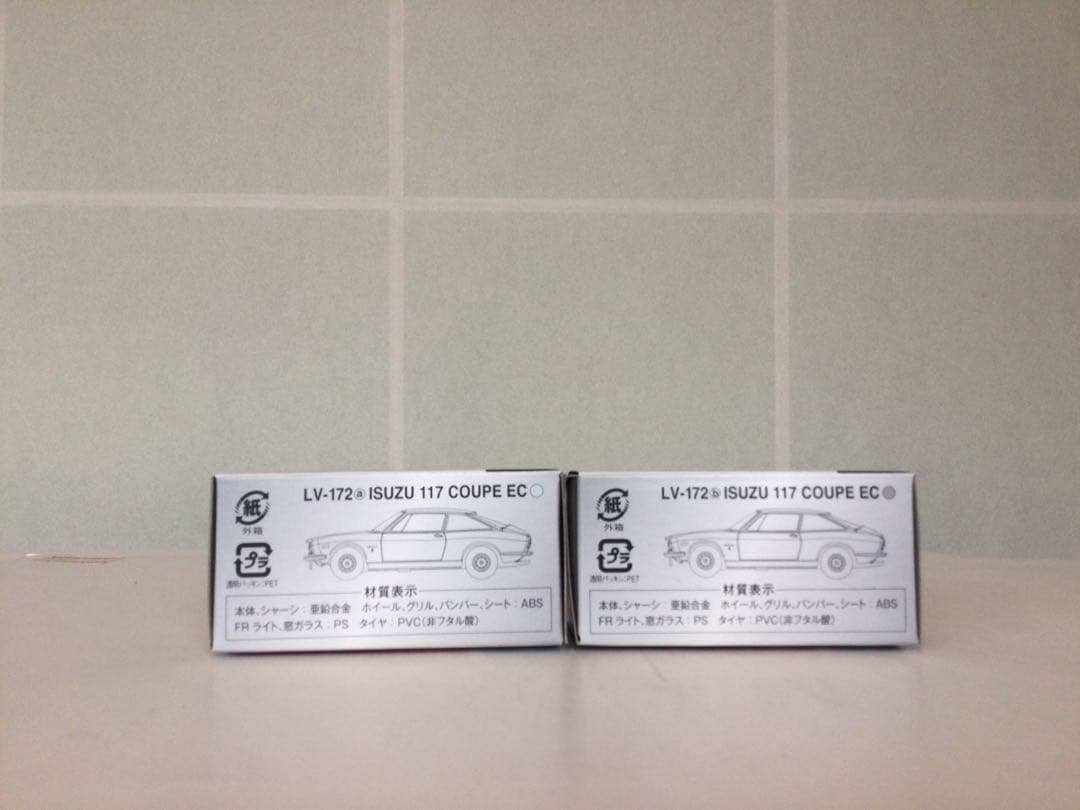 LV-172ⓐ ISUZU 117 COUPE EC
紙
外箱
プラ
透明パッキン:PET
材質表示
本体、シャーシ:亜鉛合金 ホイール、グリル、バンパー、シート:ABS
FRライト、窓ガラス:PS タイヤ:PVC(非フタル酸)
LV-172ⓑ ISUZU 117 COUPE EC
紙
外箱
プラ
透明パッキン:PET
材質表示
本体、シャーシ:亜鉛合金 ホイール、グリル、バンパー、シート:ABS
FRライト、窓ガラス:PS タイヤ:PVC(非フタル酸)